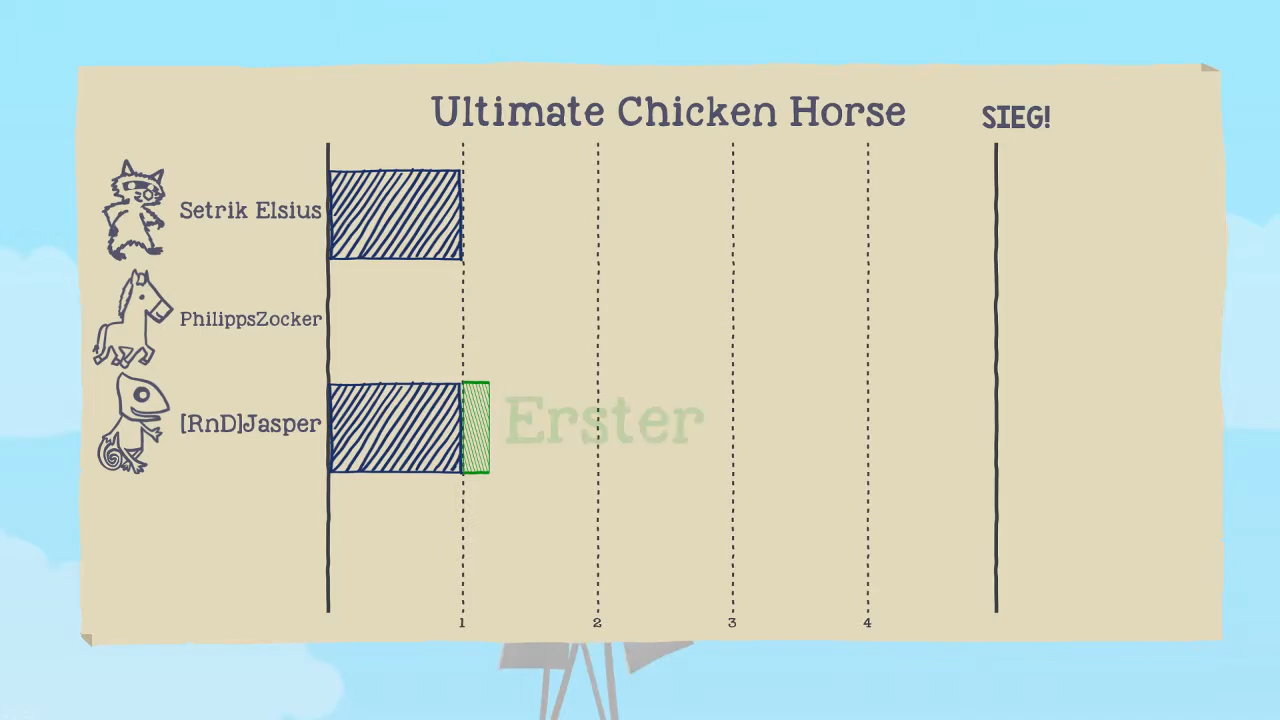 Ultimate Chicken Horse
SIEG!
Setrik Elsius
PhilippsZocker
[RnD]Jasper
Erster
1 2 3 4